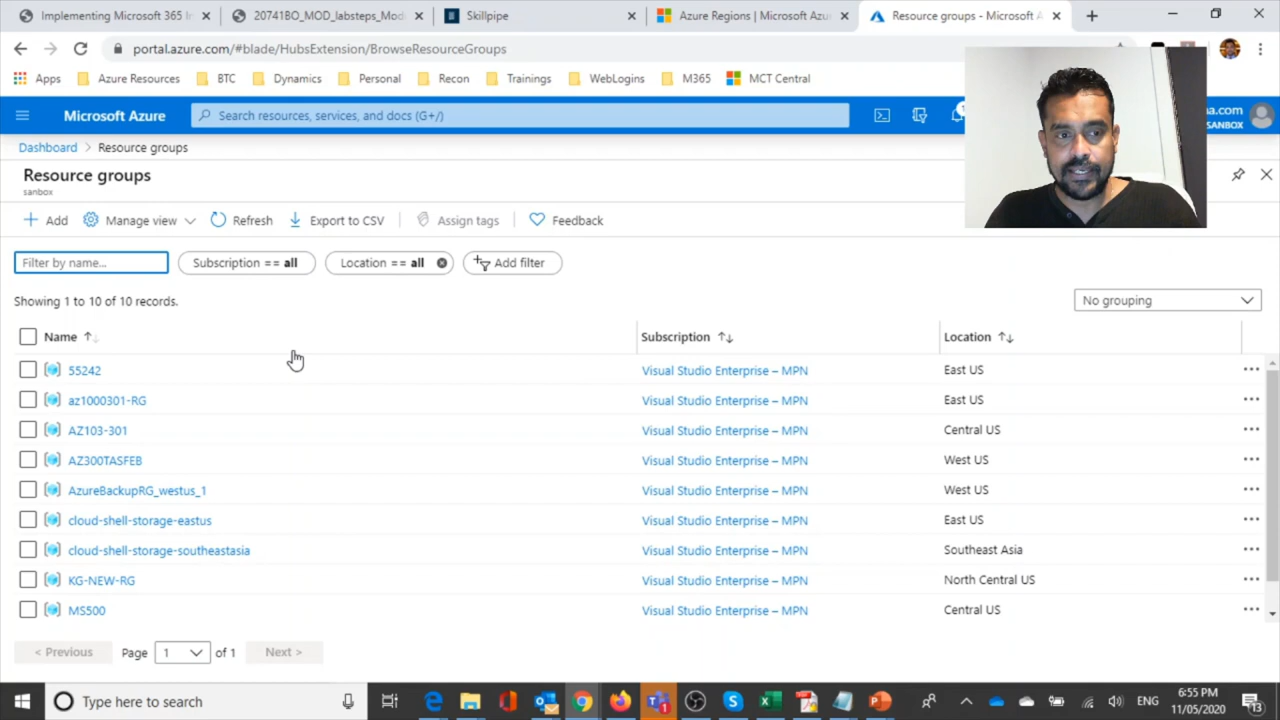 Implementing Microsoft 365 In
20741BO_MOD_labsteps_Mod
Skillpipe
Azure Regions | Microsoft Azu
Resource groups - Microsoft A
portal.azure.com/#blade/HubsExtension/BrowseResourceGroups
Apps
Azure Resources
BTC
Dynamics
Personal
Recon
Trainings
WebLogins
M365
MCT Central
Microsoft Azure
Search resources, services, and docs (G+/)
a.com
SANBOX
Dashboard > Resource groups
Resource groups
sanbox
Add
Manage view
Refresh
Export to CSV
Assign tags
Feedback
Filter by name...
Subscription == all
Location == all
Add filter
Showing 1 to 10 of 10 records.
No grouping
Name Subscription Location
55242 Visual Studio Enterprise – MPN East US
az1000301-RG Visual Studio Enterprise – MPN East US
AZ103-301 Visual Studio Enterprise – MPN Central US
AZ300TASFEB Visual Studio Enterprise – MPN West US
AzureBackupRG_westus_1 Visual Studio Enterprise – MPN West US
cloud-shell-storage-eastus Visual Studio Enterprise – MPN East US
cloud-shell-storage-southeastasia Visual Studio Enterprise – MPN Southeast Asia
KG-NEW-RG Visual Studio Enterprise – MPN North Central US
MS500 Visual Studio Enterprise – MPN Central US
< Previous Page 1 of 1 Next >
Type here to search
ENG
6:55 PM
11/05/2020
13